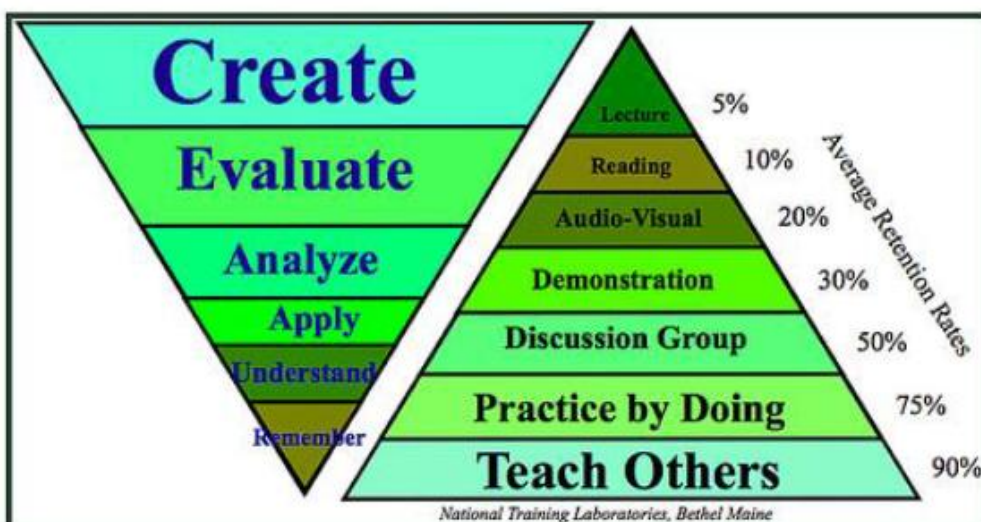 Create
Evaluate
Analyze
Apply
Understand
Remember
Lecture
5%
Reading
10%
Audio-Visual
20%
Demonstration
30%
Discussion Group
50%
Practice by Doing
75%
Teach Others
90%
Average Retention Rates
National Training Laboratories, Bethel Maine